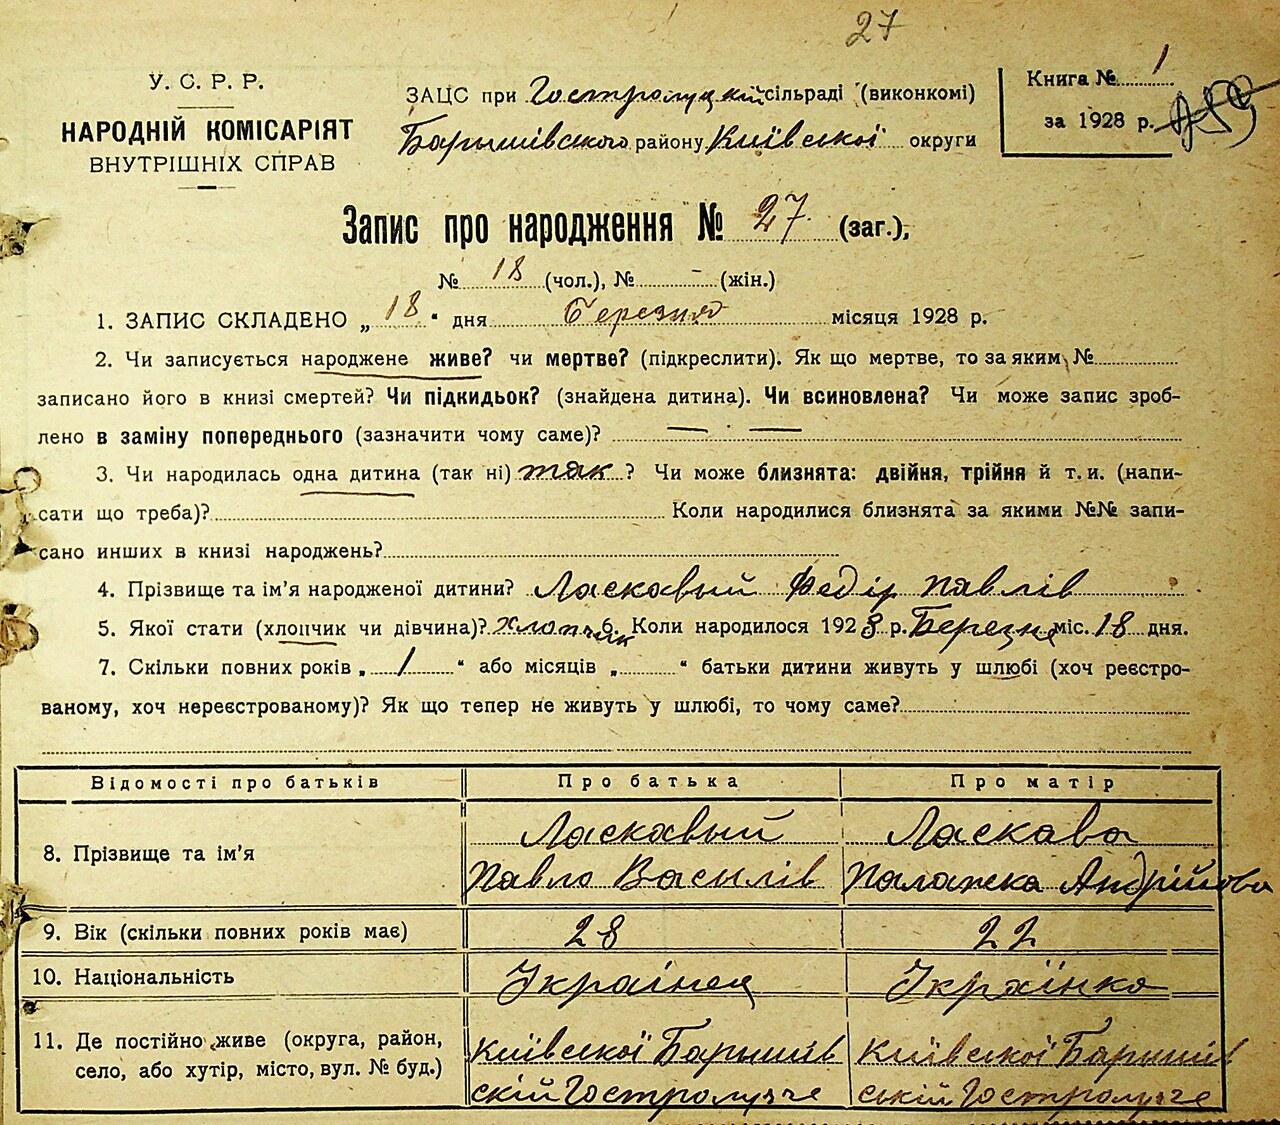 27
У. С. Р. Р.
НАРОДНІЙ КОМІСАРІЯТ
ВНУТРІШНІХ СПРАВ
ЗАЦС при Гостролуцькій сільраді (виконкомі)
Баришівського району Київської округи
Книга № 1
за 1928 р.
Запис про народження № 27 (заг.),
№ 18 (чол.), № - (жін.)
1. ЗАПИС СКЛАДЕНО „ 18 “ дня Березня місяця 1928 р.
2. Чи записується народжене живе? чи мертве? (підкреслити). Як що мертве, то за яким №
записано його в книзі смертей? Чи підкидьок? (знайдена дитина). Чи всиновлена? Чи може запис зроб-
лено в заміну попереднього (зазначити чому саме)? — —
3. Чи народилась одна дитина (так ні) так ? Чи може близнята: двійня, трійня й т. и. (напи-
сати що треба)? Коли народилися близнята за якими №№ запи-
сано инших в книзі народжень?
4. Прізвище та ім'я народженої дитини? Ласкавый Федір Павлів
5. Якої стати (хлопчик чи дівчина)? хлопчик 6. Коли народилося 1928 р. Березня міс. 18 дня.
7. Скільки повних років „ 1 “ або місяців „ “ батьки дитини живуть у шлюбі (хоч реєстро-
ваному, хоч нереєстрованому)? Як що тепер не живуть у шлюбі, то чому саме?
Відомості про батьків Про батька Про матір
8. Прізвище та ім'я Ласкавый Ласкава
Павло Василів Палажка Андрійова
9. Вік (скільки повних років має) 28 22
10. Національність Українец Українка
11. Де постійно живе (округа, район, Київської Баришів Київської Баришів
село, або хутір, місто, вул. № буд.) ській Гостролуче ській Гостролуче